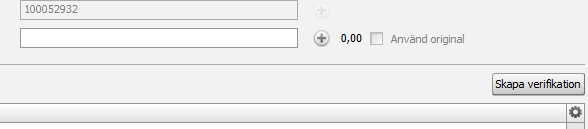 100052932
0,00 Använd original
Skapa verifikation